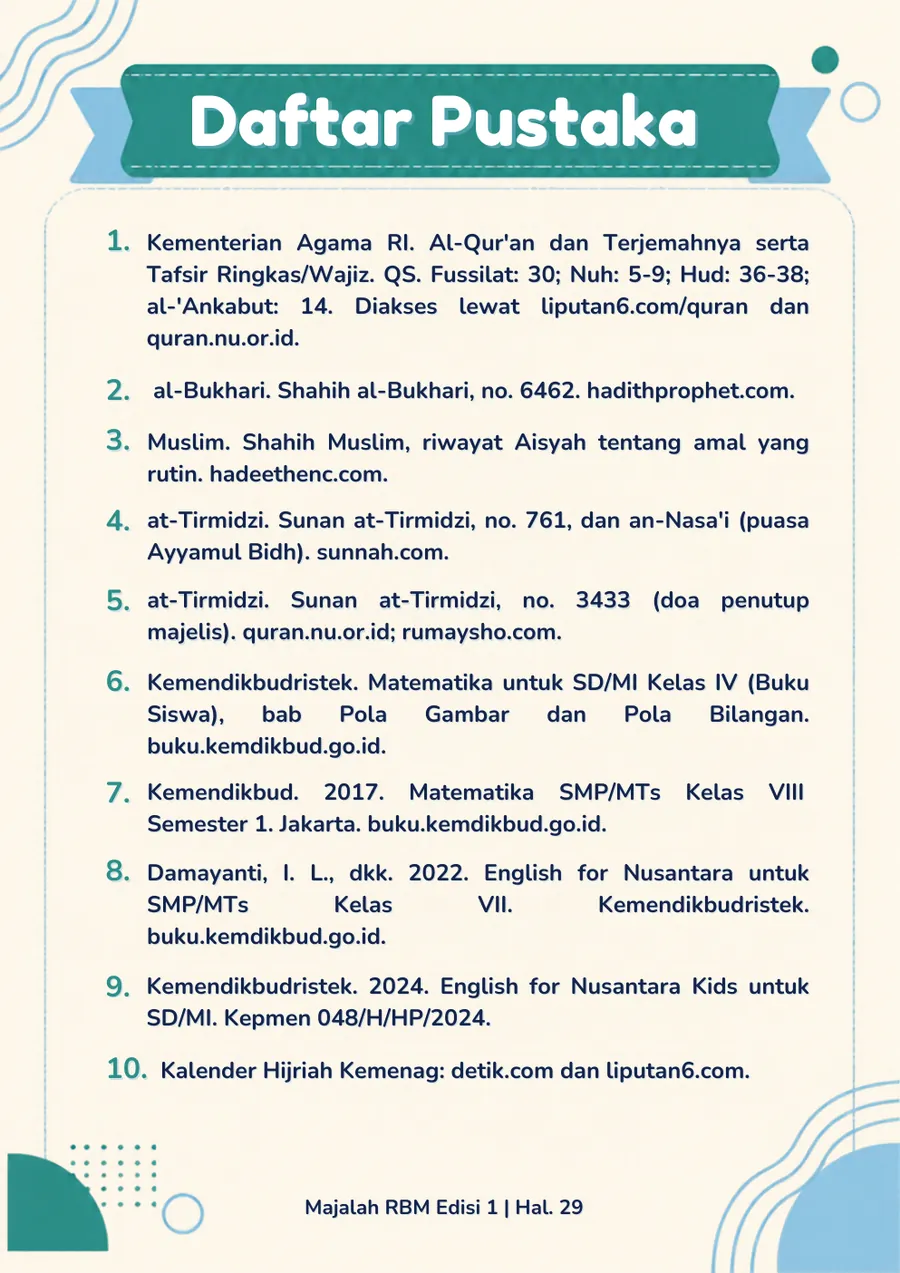 Daftar Pustaka
1. Kementerian Agama RI. Al-Qur'an dan Terjemahnya serta
Tafsir Ringkas/Wajiz. QS. Fussilat: 30; Nuh: 5-9; Hud: 36-38;
al-'Ankabut: 14. Diakses lewat liputan6.com/quran dan
quran.nu.or.id.
2. al-Bukhari. Shahih al-Bukhari, no. 6462. hadithprophet.com.
3. Muslim. Shahih Muslim, riwayat Aisyah tentang amal yang
rutin. hadeethenc.com.
4. at-Tirmidzi. Sunan at-Tirmidzi, no. 761, dan an-Nasa'i (puasa
Ayyamul Bidh). sunnah.com.
5. at-Tirmidzi. Sunan at-Tirmidzi, no. 3433 (doa penutup
majelis). quran.nu.or.id; rumaysho.com.
6. Kemendikbudristek. Matematika untuk SD/MI Kelas IV (Buku
Siswa), bab Pola Gambar dan Pola Bilangan.
buku.kemdikbud.go.id.
7. Kemendikbud. 2017. Matematika SMP/MTs Kelas VIII
Semester 1. Jakarta. buku.kemdikbud.go.id.
8. Damayanti, I. L., dkk. 2022. English for Nusantara untuk
SMP/MTs Kelas VII. Kemendikbudristek.
buku.kemdikbud.go.id.
9. Kemendikbudristek. 2024. English for Nusantara Kids untuk
SD/MI. Kepmen 048/H/HP/2024.
10. Kalender Hijriah Kemenag: detik.com dan liputan6.com.
Majalah RBM Edisi 1 | Hal. 29